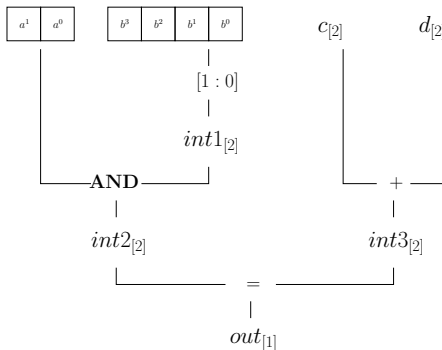 a¹ a⁰ b³ b² b¹ b⁰ c[2] d[2
[1 : 0]
int1[2]
AND +
int2[2] int3[2]
=
out[1]